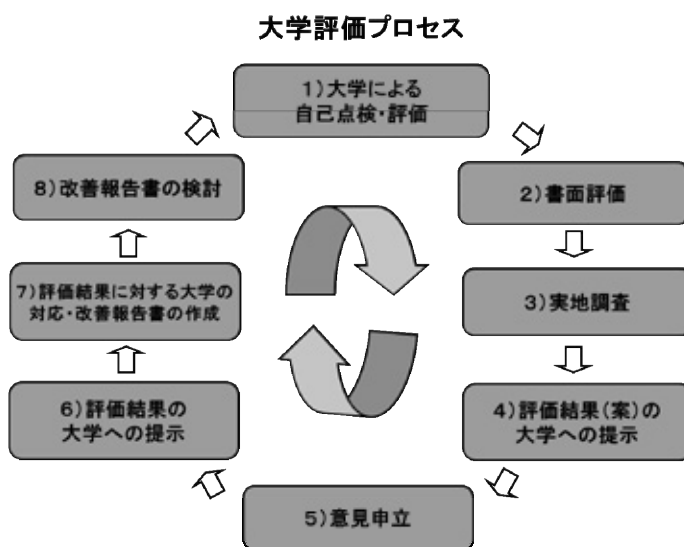 大学評価プロセス
1)大学による
自己点検・評価
2)書面評価
3)実地調査
4)評価結果(案)の
大学への提示
5)意見申立
6)評価結果の
大学への提示
7)評価結果に対する大学の
対応・改善報告書の作成
8)改善報告書の検討